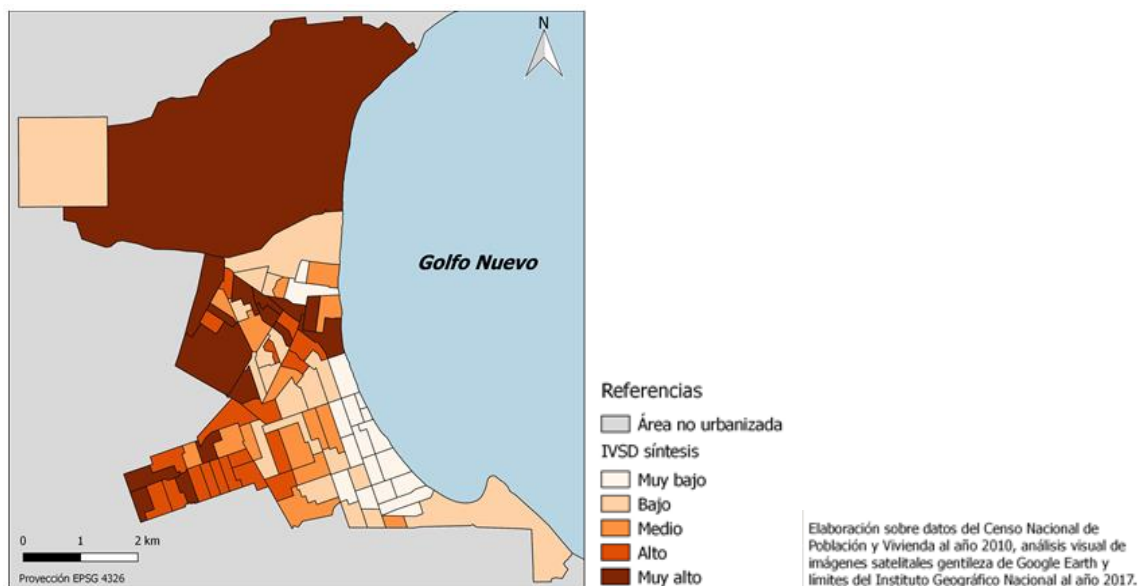 N
Golfo Nuevo
0 1 2 km
Proyección EPSG 4326
Referencias
Área no urbanizada
IVSD síntesis
Muy bajo
Bajo
Medio
Alto
Muy alto
Elaboración sobre datos del Censo Nacional de
Población y Vivienda al año 2010, análisis visual de
imágenes satelitales gentileza de Google Earth y
límites del Instituto Geográfico Nacional al año 2017.